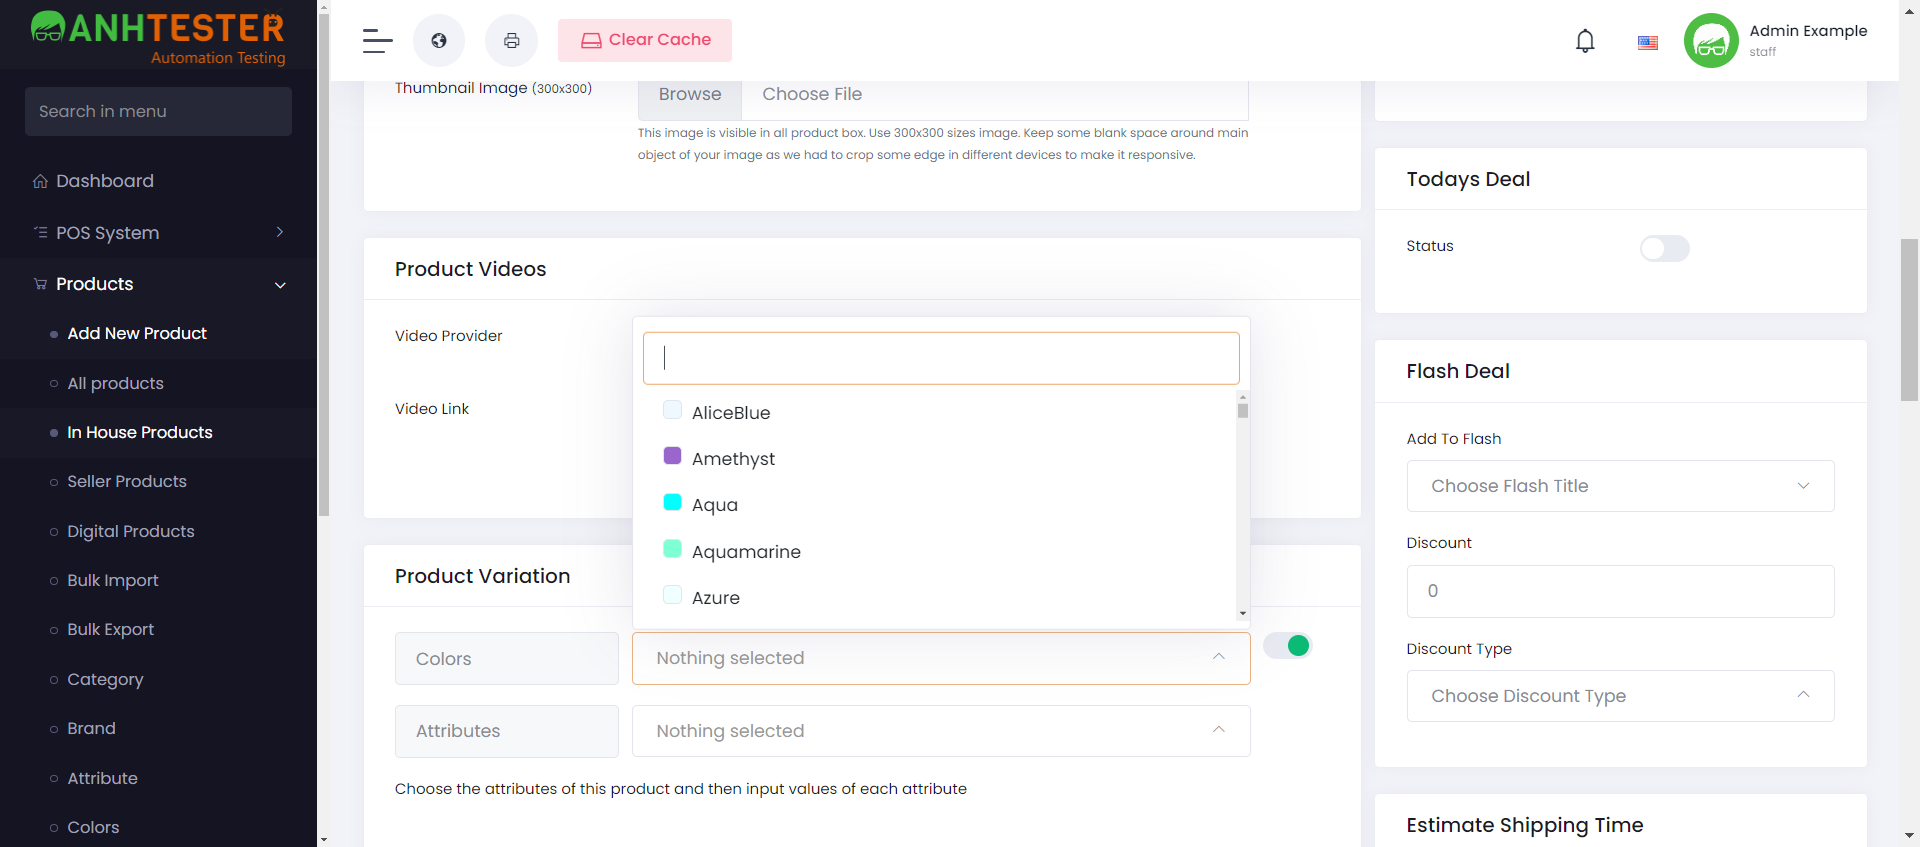 ANHTESTER
Automation Testing
Search in menu
Dashboard
POS System
Products
Add New Product
All products
In House Products
Seller Products
Digital Products
Bulk Import
Bulk Export
Category
Brand
Attribute
Colors
Clear Cache
Admin Example
staff
Thumbnail Image (300x300)
Browse
Choose File
This image is visible in all product box. Use 300x300 sizes image. Keep some blank space around main
object of your image as we had to crop some edge in different devices to make it responsive.
Product Videos
Video Provider
Video Link
AliceBlue
Amethyst
Aqua
Aquamarine
Azure
Product Variation
Colors
Nothing selected
Attributes
Nothing selected
Choose the attributes of this product and then input values of each attribute
Todays Deal
Status
Flash Deal
Add To Flash
Choose Flash Title
Discount
0
Discount Type
Choose Discount Type
Estimate Shipping Time